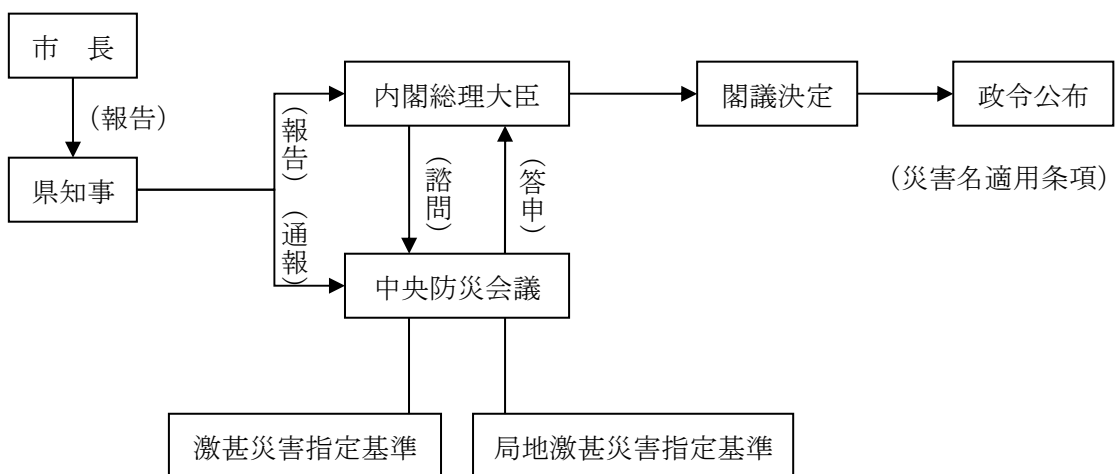 市　長
（報告）
県知事
（報告）
（通報）
内閣総理大臣
（諮問）
（答申）
中央防災会議
閣議決定
政令公布
（災害名適用条項）
激甚災害指定基準
局地激甚災害指定基準